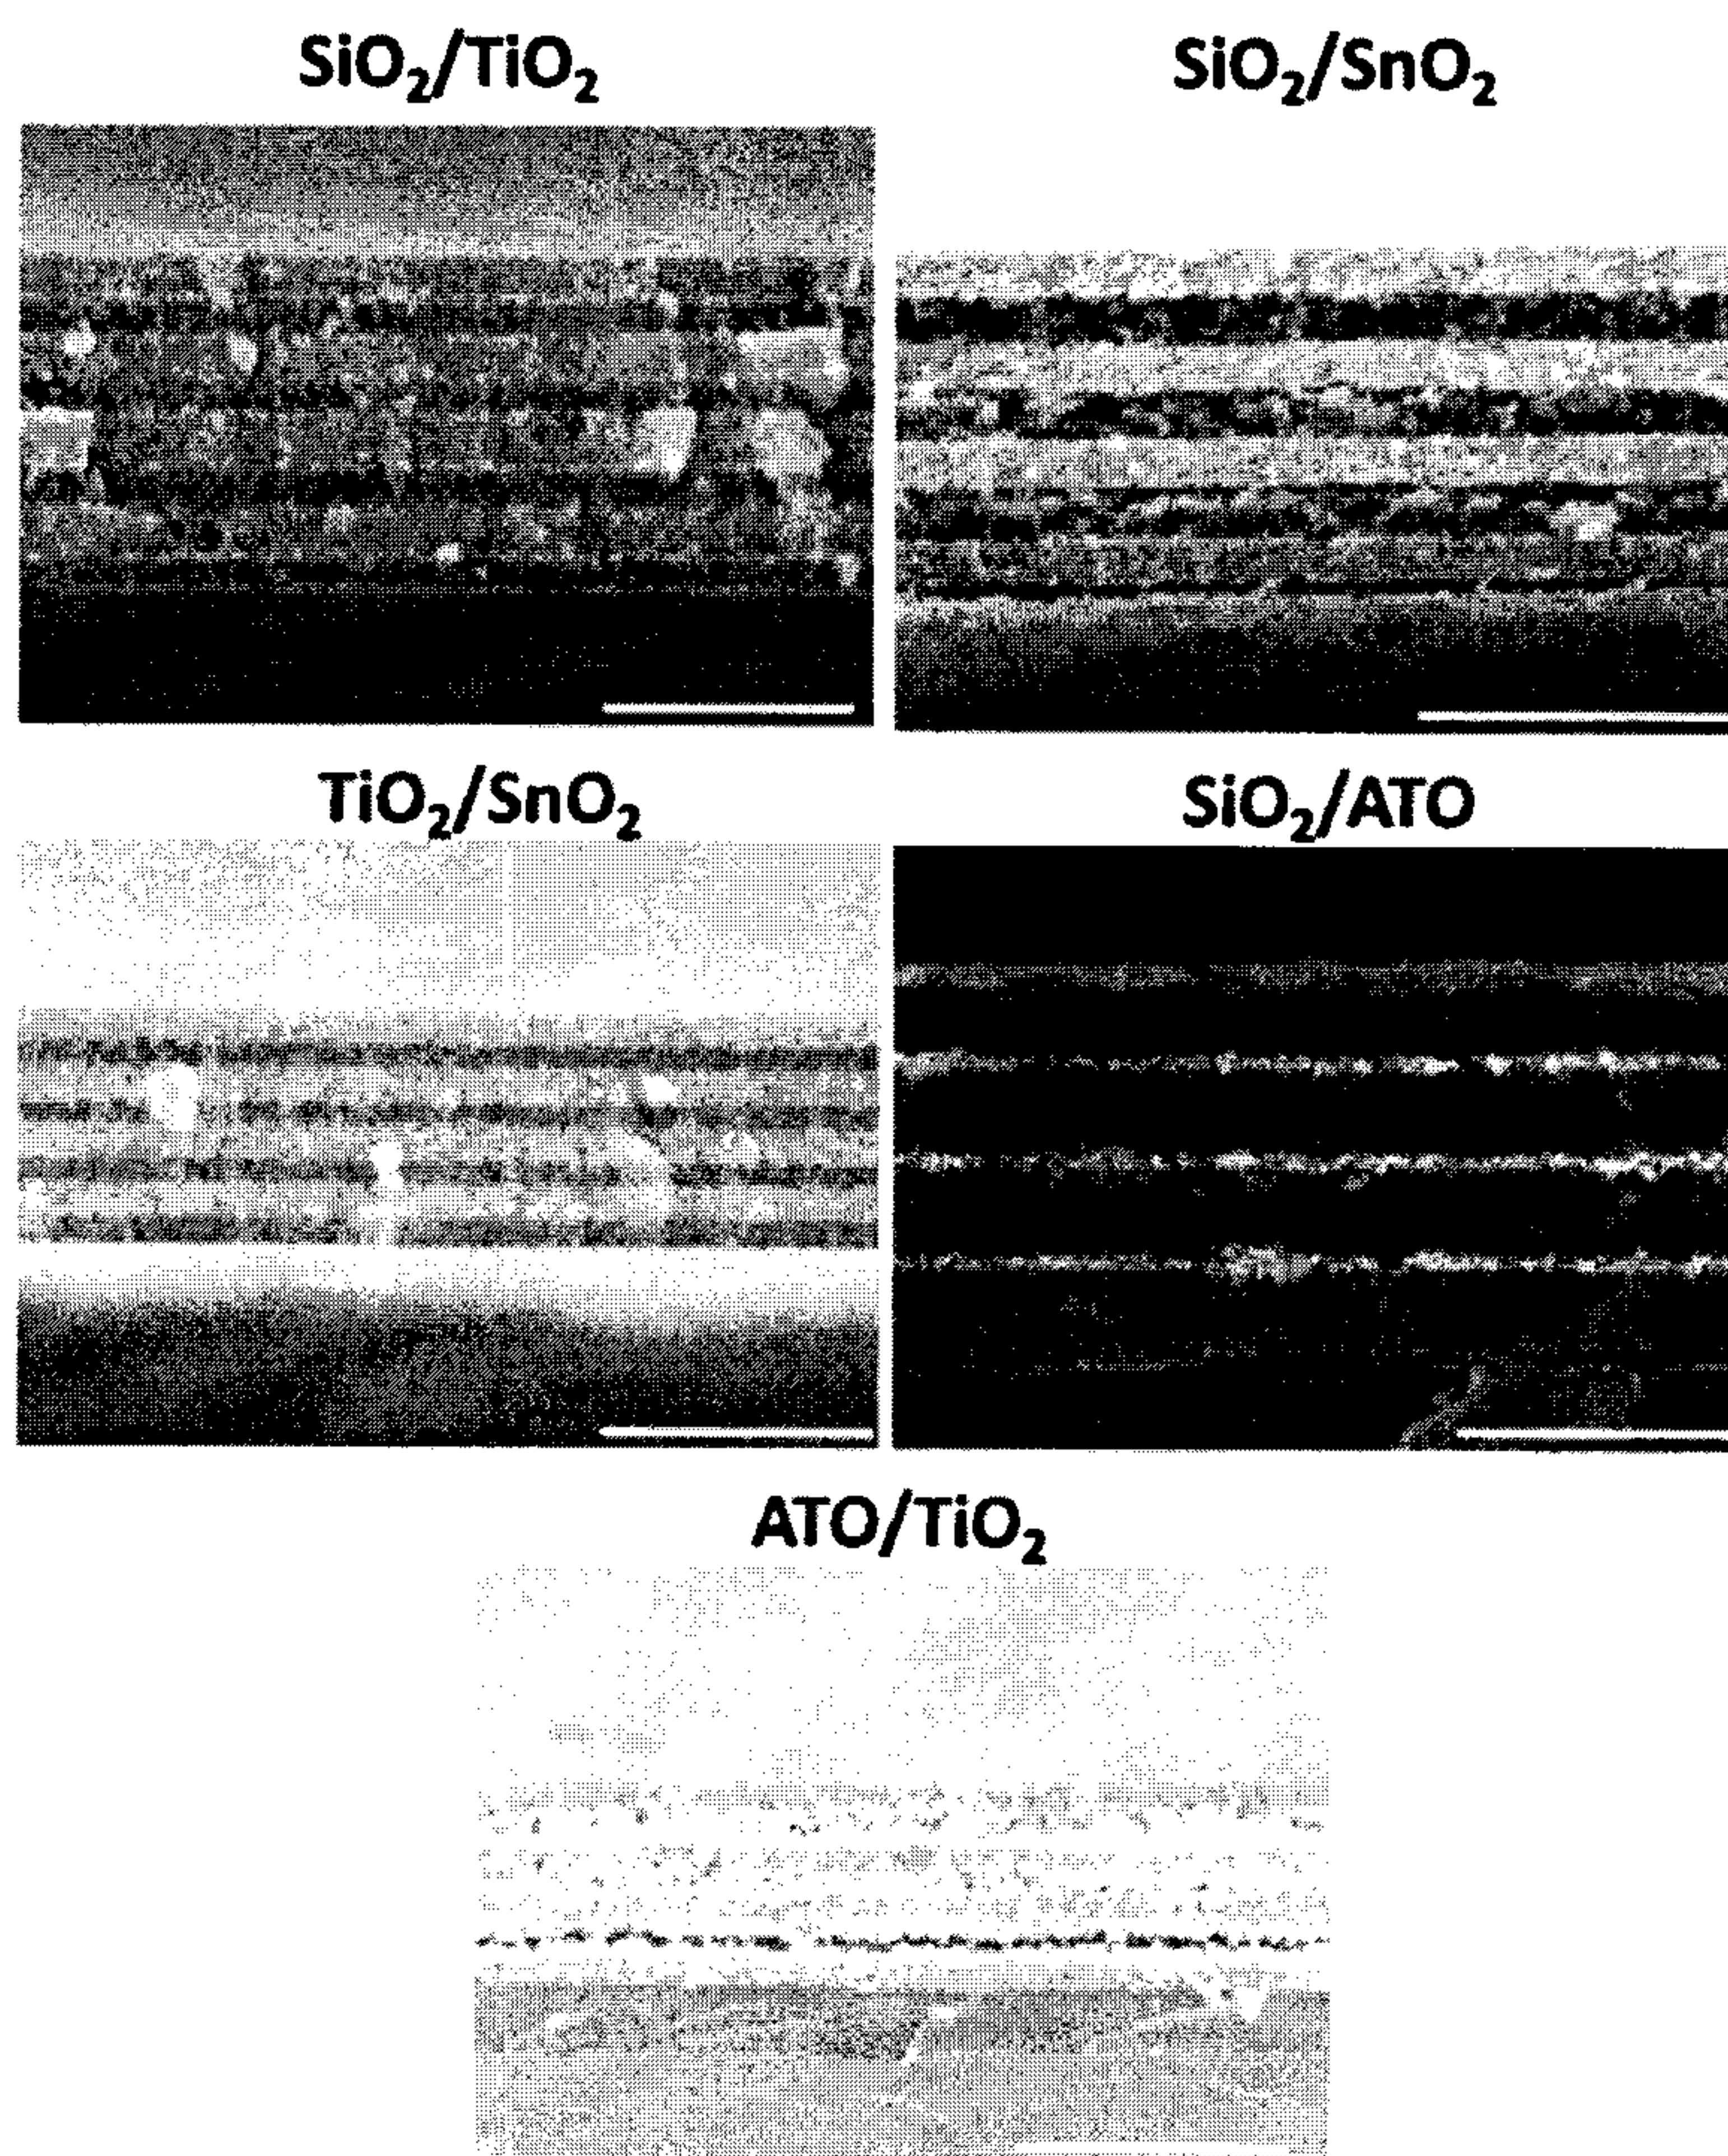 SiO₂/TiO₂
SiO₂/SnO₂
TiO₂/SnO₂
SiO₂/ATO
ATO/TiO₂